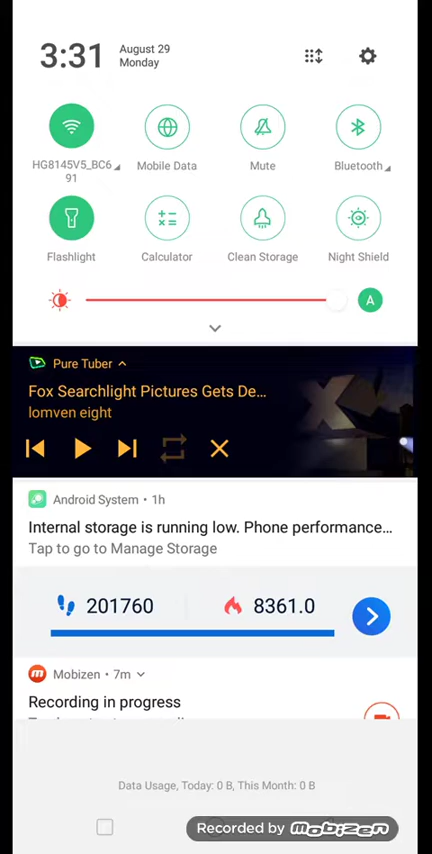 3:31
August 29
Monday
HG8145V5_BC6
91
Mobile Data
Mute
Bluetooth
Flashlight
Calculator
Clean Storage
Night Shield
A
Pure Tuber
Fox Searchlight Pictures Gets De...
lomven eight
Android System • 1h
Internal storage is running low. Phone performance...
Tap to go to Manage Storage
201760
8361.0
m
Mobizen • 7m
Recording in progress
Data Usage, Today: 0 B, This Month: 0 B
Recorded by mobizen